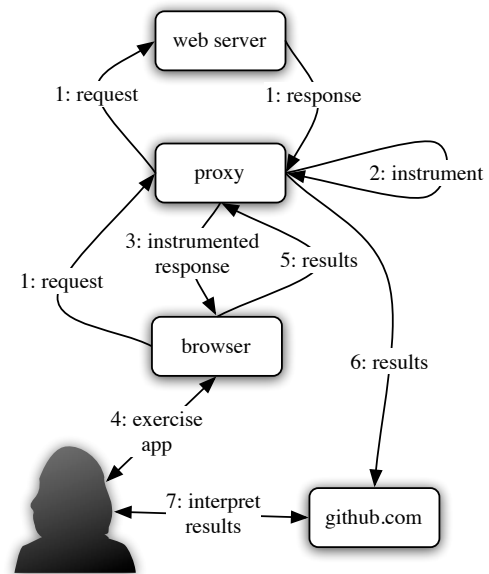 web server
1: request
1: response
proxy
2: instrument
3: instrumented
response
5: results
1: request
browser
6: results
4: exercise
app
7: interpret
results
github.com